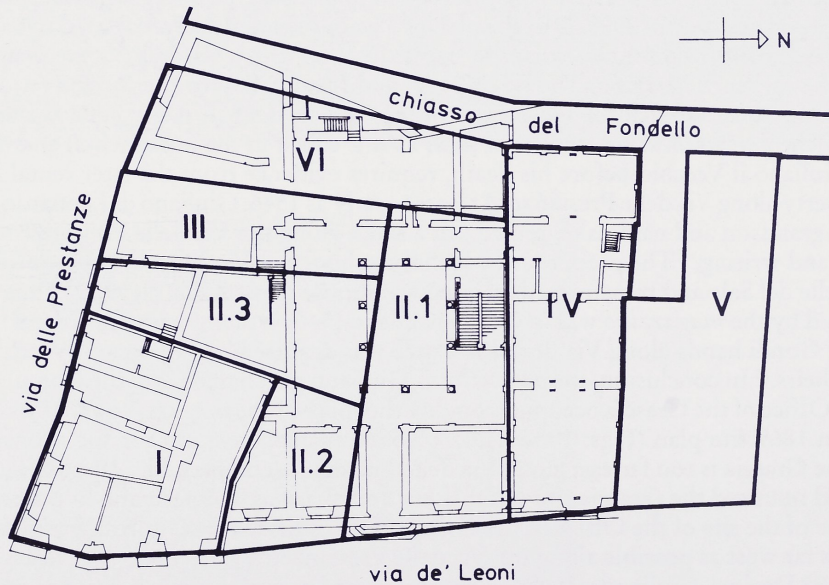 N
chiasso
del Fondello
VI
via delle Prestanze
III
II.3
II.1
IV
V
I
II.2
via de' Leoni